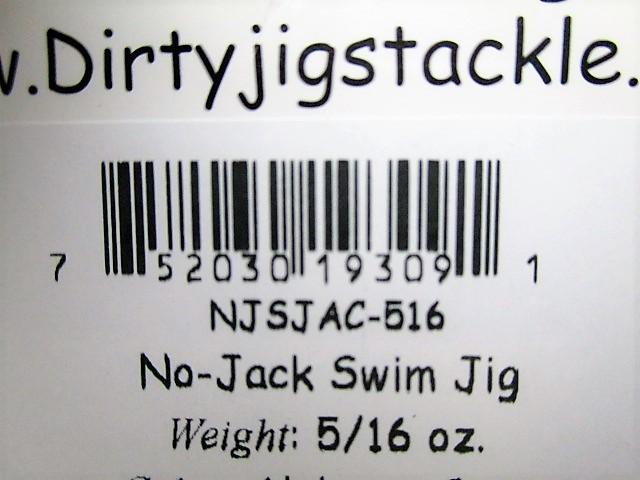 w.Dirtyjigstackle.
7 52030 19309 1
NJSJAC-516
No-Jack Swim Jig
Weight: 5/16 oz.